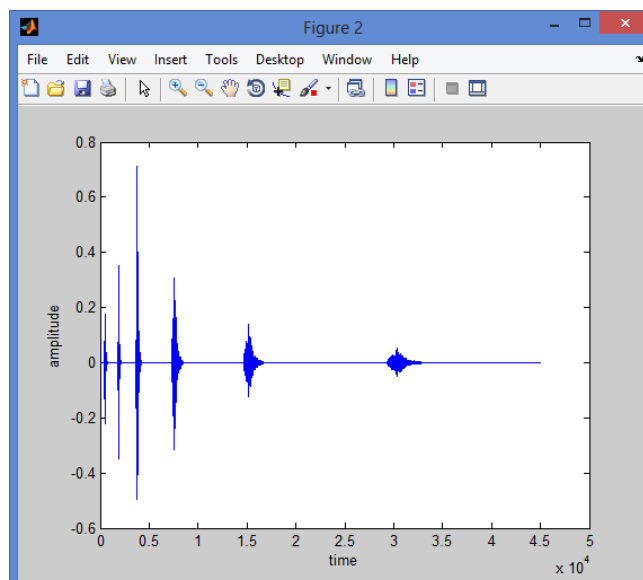 Figure 2
File Edit View Insert Tools Desktop Window Help
0.8
0.6
0.4
0.2
0
-0.2
-0.4
-0.6
amplitude
0 0.5 1 1.5 2 2.5 3 3.5 4 4.5 5
time
x 10^4